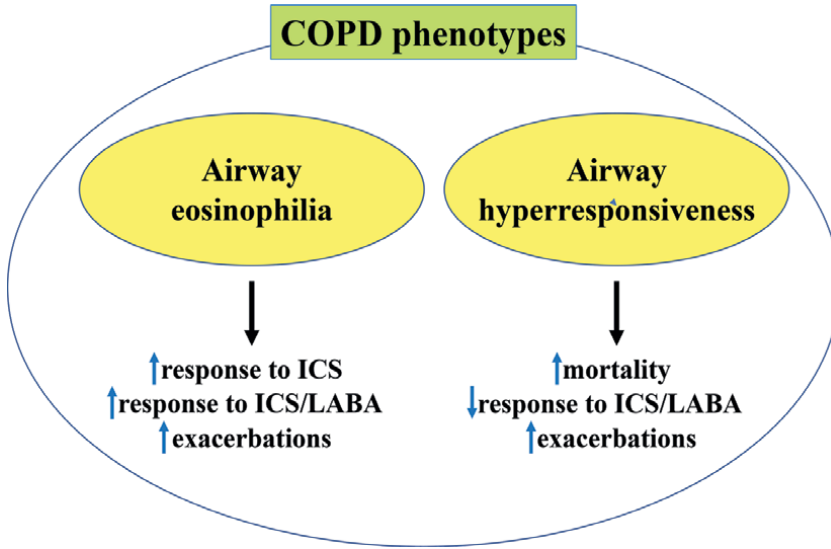 COPD phenotypes
Airway
eosinophilia
Airway
hyperresponsiveness
↑response to ICS
↑response to ICS/LABA
↑exacerbations
↑mortality
↓response to ICS/LABA
↑exacerbations